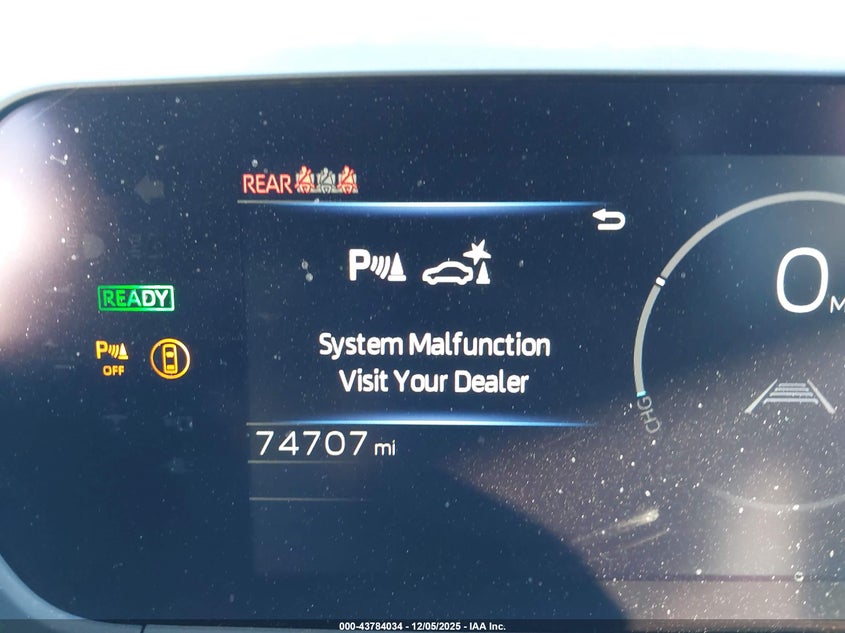 REAR
P
READY
System Malfunction
Visit Your Dealer
P
OFF
0 M
CHG
74707 mi
000-43784034 - 12/05/2025 - IAA Inc.